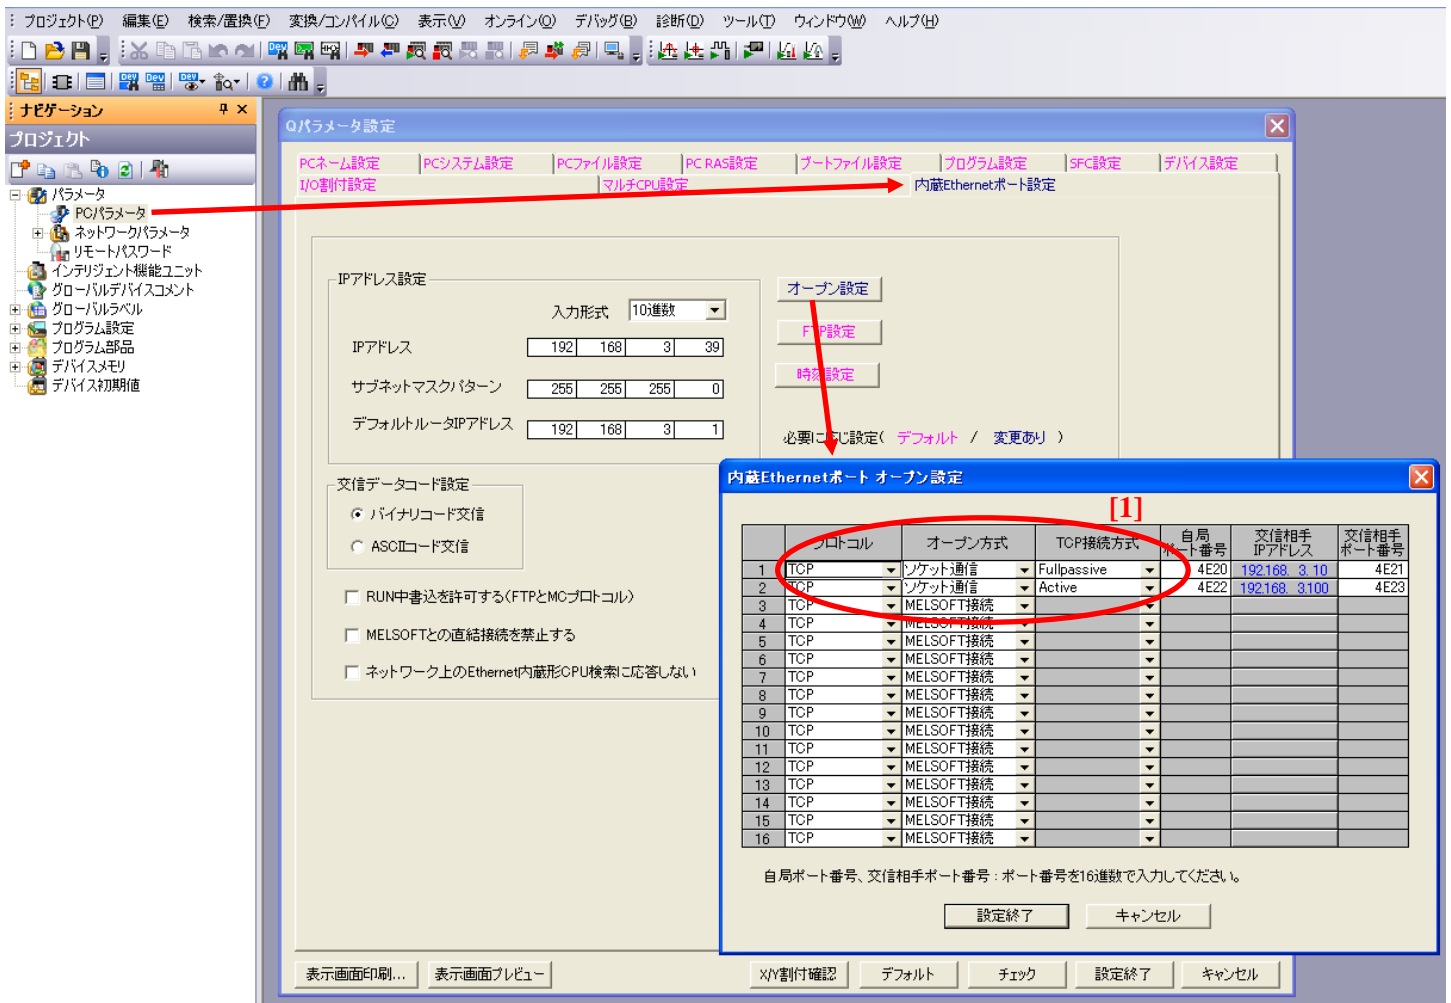 プロジェクト(P) 編集(E) 検索/置換(F) 変換/コンパイル(C) 表示(V) オンライン(O) デバッグ(B) 診断(D) ツール(T) ウィンドウ(W) ヘルプ(H)
ナビゲーション
プロジェクト
パラメータ
PCパラメータ
ネットワークパラメータ
リモートパスワード
インテリジェント機能ユニット
グローバルデバイスコメント
グローバルラベル
プログラム設定
プログラム部品
デバイスメモリ
デバイス初期値
Qパラメータ設定
PCネーム設定 PCシステム設定 PCファイル設定 PC RAS設定 ブートファイル設定 プログラム設定 SFC設定 デバイス設定
I/O割付設定 マルチCPU設定 内蔵Ethernetポート設定
IPアドレス設定
入力形式 10進数
IPアドレス 192 168 3 39
サブネットマスクパターン 255 255 255 0
デフォルトルータIPアドレス 192 168 3 1
オープン設定
FTP設定
時刻設定
必要に応じ設定( デフォルト / 変更あり )
交信データコード設定
バイナリコード交信
ASCIIコード交信
RUN中書込を許可する(FTPとMCプロトコル)
MELSOFTとの直結接続を禁止する
ネットワーク上のEthernet内蔵形CPU検索に応答しない
内蔵Ethernetポート オープン設定
[1]
プロトコル オープン方式 TCP接続方式 自局ポート番号 交信相手IPアドレス 交信相手ポート番号
1 TCP ソケット通信 Fullpassive 4E20 192.168. 3. 10 4E21
2 TCP ソケット通信 Active 4E22 192.168. 3.100 4E23
3 TCP MELSOFT接続
4 TCP MELSOFT接続
5 TCP MELSOFT接続
6 TCP MELSOFT接続
7 TCP MELSOFT接続
8 TCP MELSOFT接続
9 TCP MELSOFT接続
10 TCP MELSOFT接続
11 TCP MELSOFT接続
12 TCP MELSOFT接続
13 TCP MELSOFT接続
14 TCP MELSOFT接続
15 TCP MELSOFT接続
16 TCP MELSOFT接続
自局ポート番号、交信相手ポート番号：ポート番号を16進数で入力してください。
設定終了 キャンセル
表示画面印刷... 表示画面プレビュー X/Y割付確認 デフォルト チェック 設定終了 キャンセル